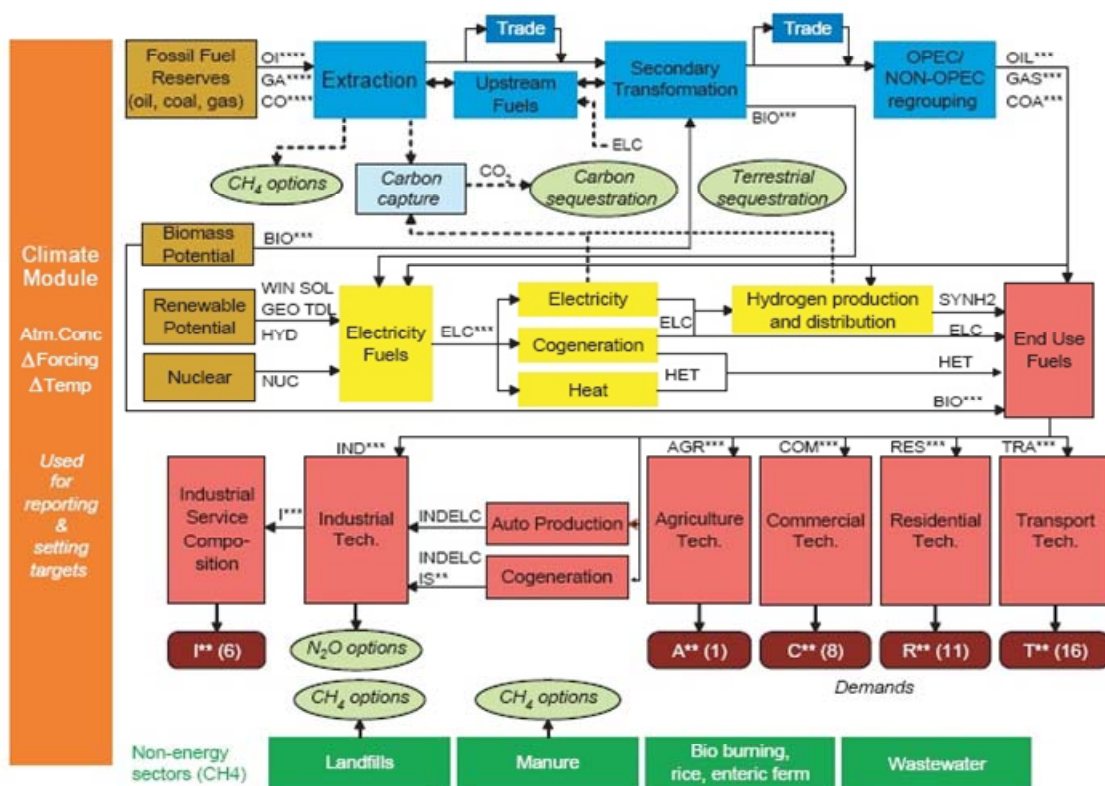 Climate
Module
Atm.Conc
ΔForcing
ΔTemp
Used
for
reporting
&
setting
targets
Fossil Fuel
Reserves
(oil, coal, gas)
OI****
GA****
CO****
Extraction
Trade
Upstream
Fuels
ELC
Secondary
Transformation
BIO***
Trade
OPEC/
NON-OPEC
regrouping
OIL***
GAS***
COA***
CH4 options
Carbon
capture
CO2
Carbon
sequestration
Terrestrial
sequestration
Biomass
Potential
BIO***
Renewable
Potential
WIN SOL
GEO TDL
HYD
Nuclear
NUC
Electricity
Fuels
ELC***
Electricity
Cogeneration
Heat
ELC
HET
Hydrogen production
and distribution
SYNH2
ELC
HET
BIO***
End Use
Fuels
IND***
AGR***
COM***
RES***
TRA***
Industrial
Service
Compo-
sition
I***
Industrial
Tech.
INDELC
Auto Production
INDELC
IS**
Cogeneration
Agriculture
Tech.
Commercial
Tech.
Residential
Tech.
Transport
Tech.
I** (6)
N2O options
A** (1)
C** (8)
R** (11)
T** (16)
Demands
CH4 options
CH4 options
Non-energy
sectors (CH4)
Landfills
Manure
Bio burning,
rice, enteric ferm
Wastewater